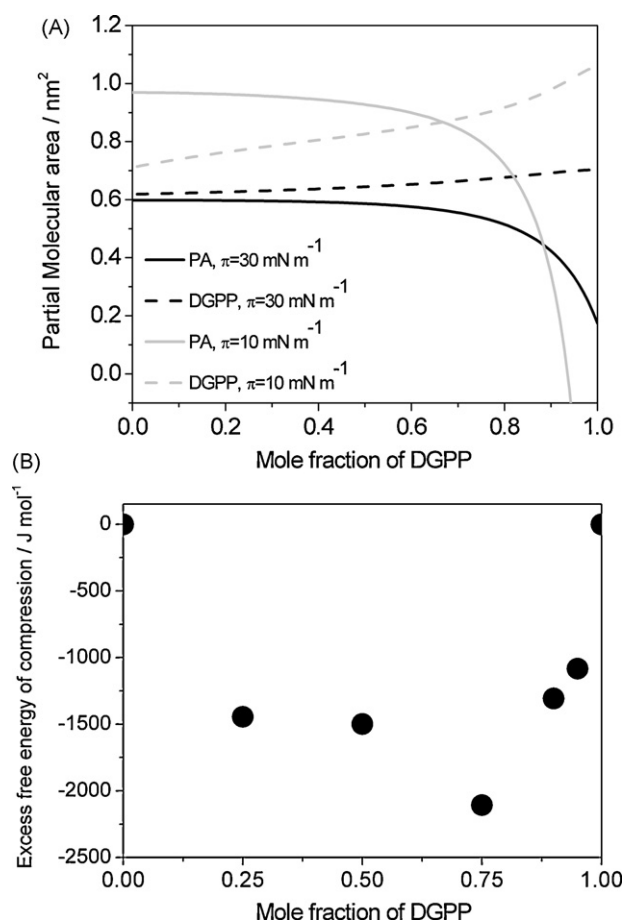 (A)
1.2
1.0
0.8
0.6
0.4
0.2
0.0
Partial Molecular area / nm²
PA, π=30 mN m⁻¹
DGPP, π=30 mN m⁻¹
PA, π=10 mN m⁻¹
DGPP, π=10 mN m⁻¹
0.0 0.2 0.4 0.6 0.8 1.0
Mole fraction of DGPP
(B)
0
-500
-1000
-1500
-2000
-2500
Excess free energy of compression / J mol⁻¹
0.00 0.25 0.50 0.75 1.00
Mole fraction of DGPP